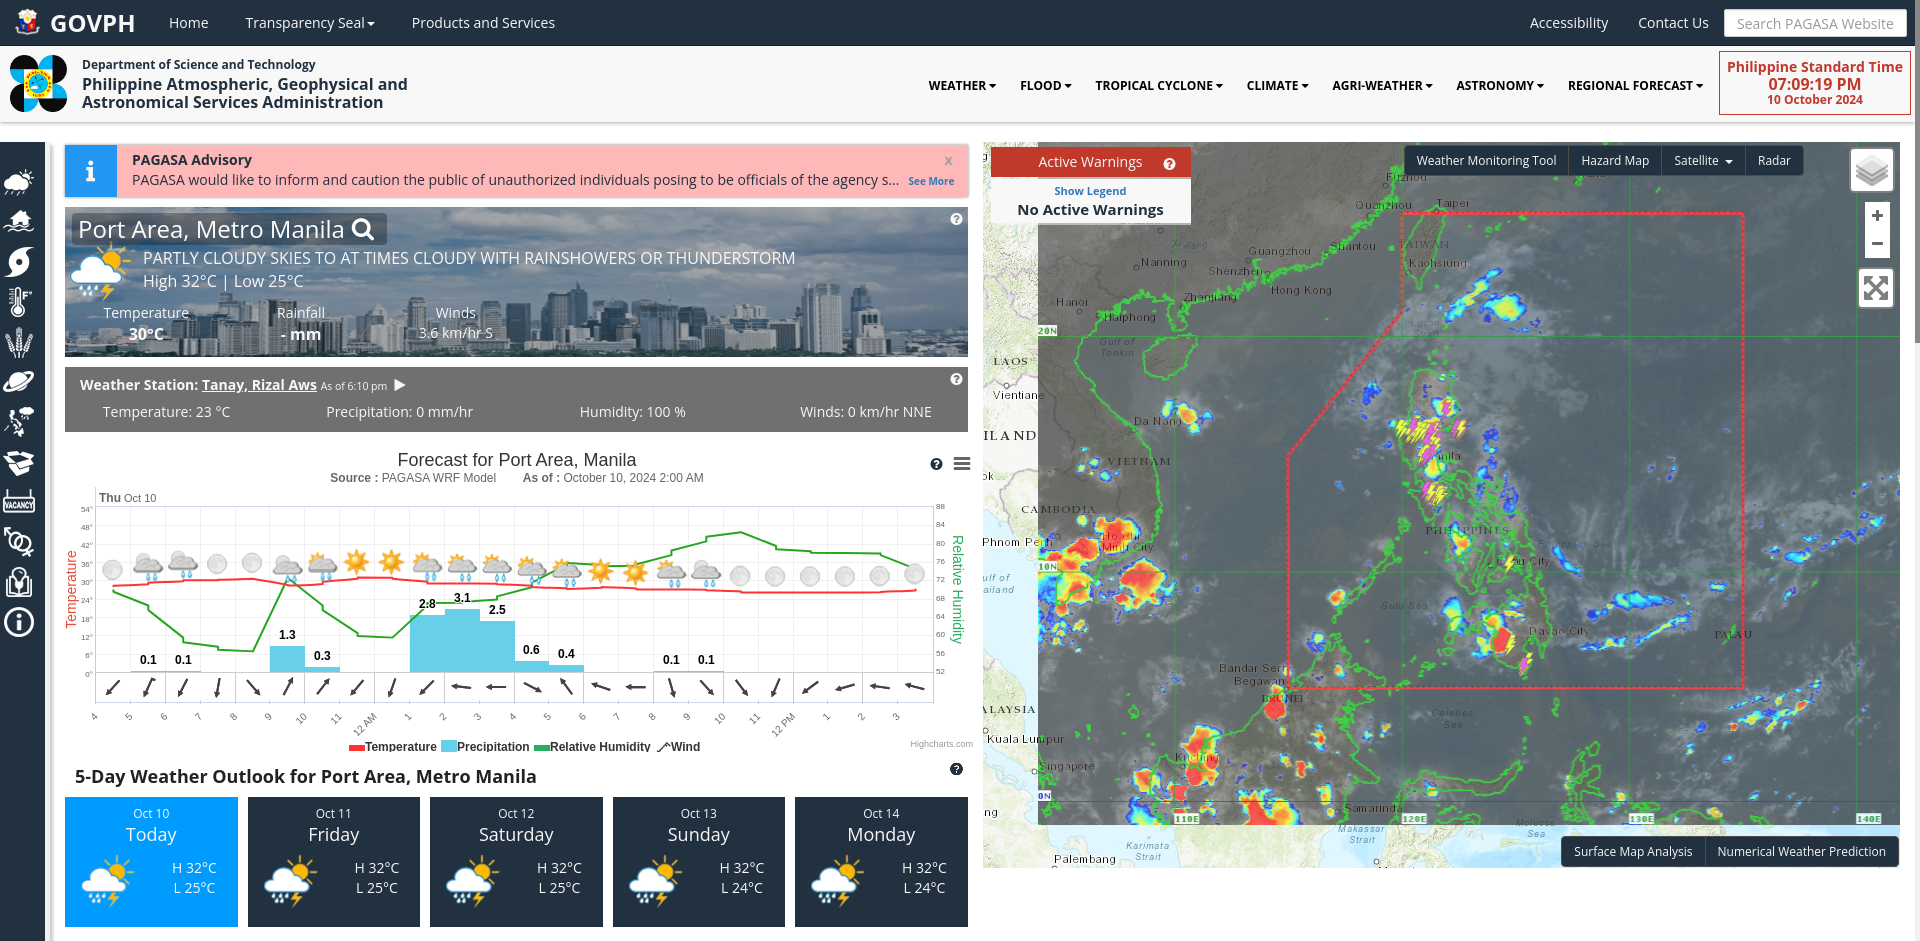 GOVPH
Home
Transparency Seal
Products and Services
Accessibility
Contact Us
Search PAGASA Website
Department of Science and Technology
Philippine Atmospheric, Geophysical and
Astronomical Services Administration
WEATHER
FLOOD
TROPICAL CYCLONE
CLIMATE
AGRI-WEATHER
ASTRONOMY
REGIONAL FORECAST
Philippine Standard Time
07:09:19 PM
10 October 2024
VACANCY
PAGASA Advisory
x
PAGASA would like to inform and caution the public of unauthorized individuals posing to be officials of the agency s... See More
Port Area, Metro Manila
PARTLY CLOUDY SKIES TO AT TIMES CLOUDY WITH RAINSHOWERS OR THUNDERSTORM
High 32°C | Low 25°C
Temperature
Rainfall
Winds
30°C
- mm
3.6 km/hr S
Weather Station: Tanay, Rizal Aws As of 6:10 pm
Temperature: 23 °C
Precipitation: 0 mm/hr
Humidity: 100 %
Winds: 0 km/hr NNE
Forecast for Port Area, Manila
Source : PAGASA WRF Model As of : October 10, 2024 2:00 AM
Thu Oct 10
Temperature
54°
48°
42°
36°
30°
24°
18°
12°
6°
0°
88
84
80
76
72
68
64
60
56
52
Relative Humidity
0.1
0.1
1.3
0.3
2.8
3.1
2.5
0.6
0.4
0.1
0.1
4 5 6 7 8 9 10 11 12 AM 1 2 3 4 5 6 7 8 9 10 11 12 PM 1 2 3
Temperature Precipitation Relative Humidity Wind
Highcharts.com
5-Day Weather Outlook for Port Area, Metro Manila
Oct 10
Today
H 32°C
L 25°C
Oct 11
Friday
H 32°C
L 25°C
Oct 12
Saturday
H 32°C
L 25°C
Oct 13
Sunday
H 32°C
L 24°C
Oct 14
Monday
H 32°C
L 24°C
Active Warnings
Show Legend
No Active Warnings
Weather Monitoring Tool
Hazard Map
Satellite
Radar
+
−
Fuzhou
Quanzhou
Taipei
Guangzhou
Shantou
TAIWAN
Nanning
Shenzhen
Kaohsiung
Hanoi
Zhanjiang
Hong Kong
Haiphong
20N
Gulf of
Tonkin
LAOS
Vientiane
Da Nang
ILAND
VIETNAM
ok
CAMBODIA
PHILIPPINES
Phnom Penh
Ho Chi
Minh City
10N
ulf of
ailand
Sulu Sea
Davao City
PALAU
Bandar Seri
Begawan
BRUNEI
ALAYSIA
Celebes
Sea
Kuala Lumpur
Kuching
Singapore
0N
ng
Samarinda
110E
120E
130E
140E
Makassar
Strait
Molucca
Sea
Karimata
Strait
Palembang
Surface Map Analysis
Numerical Weather Prediction